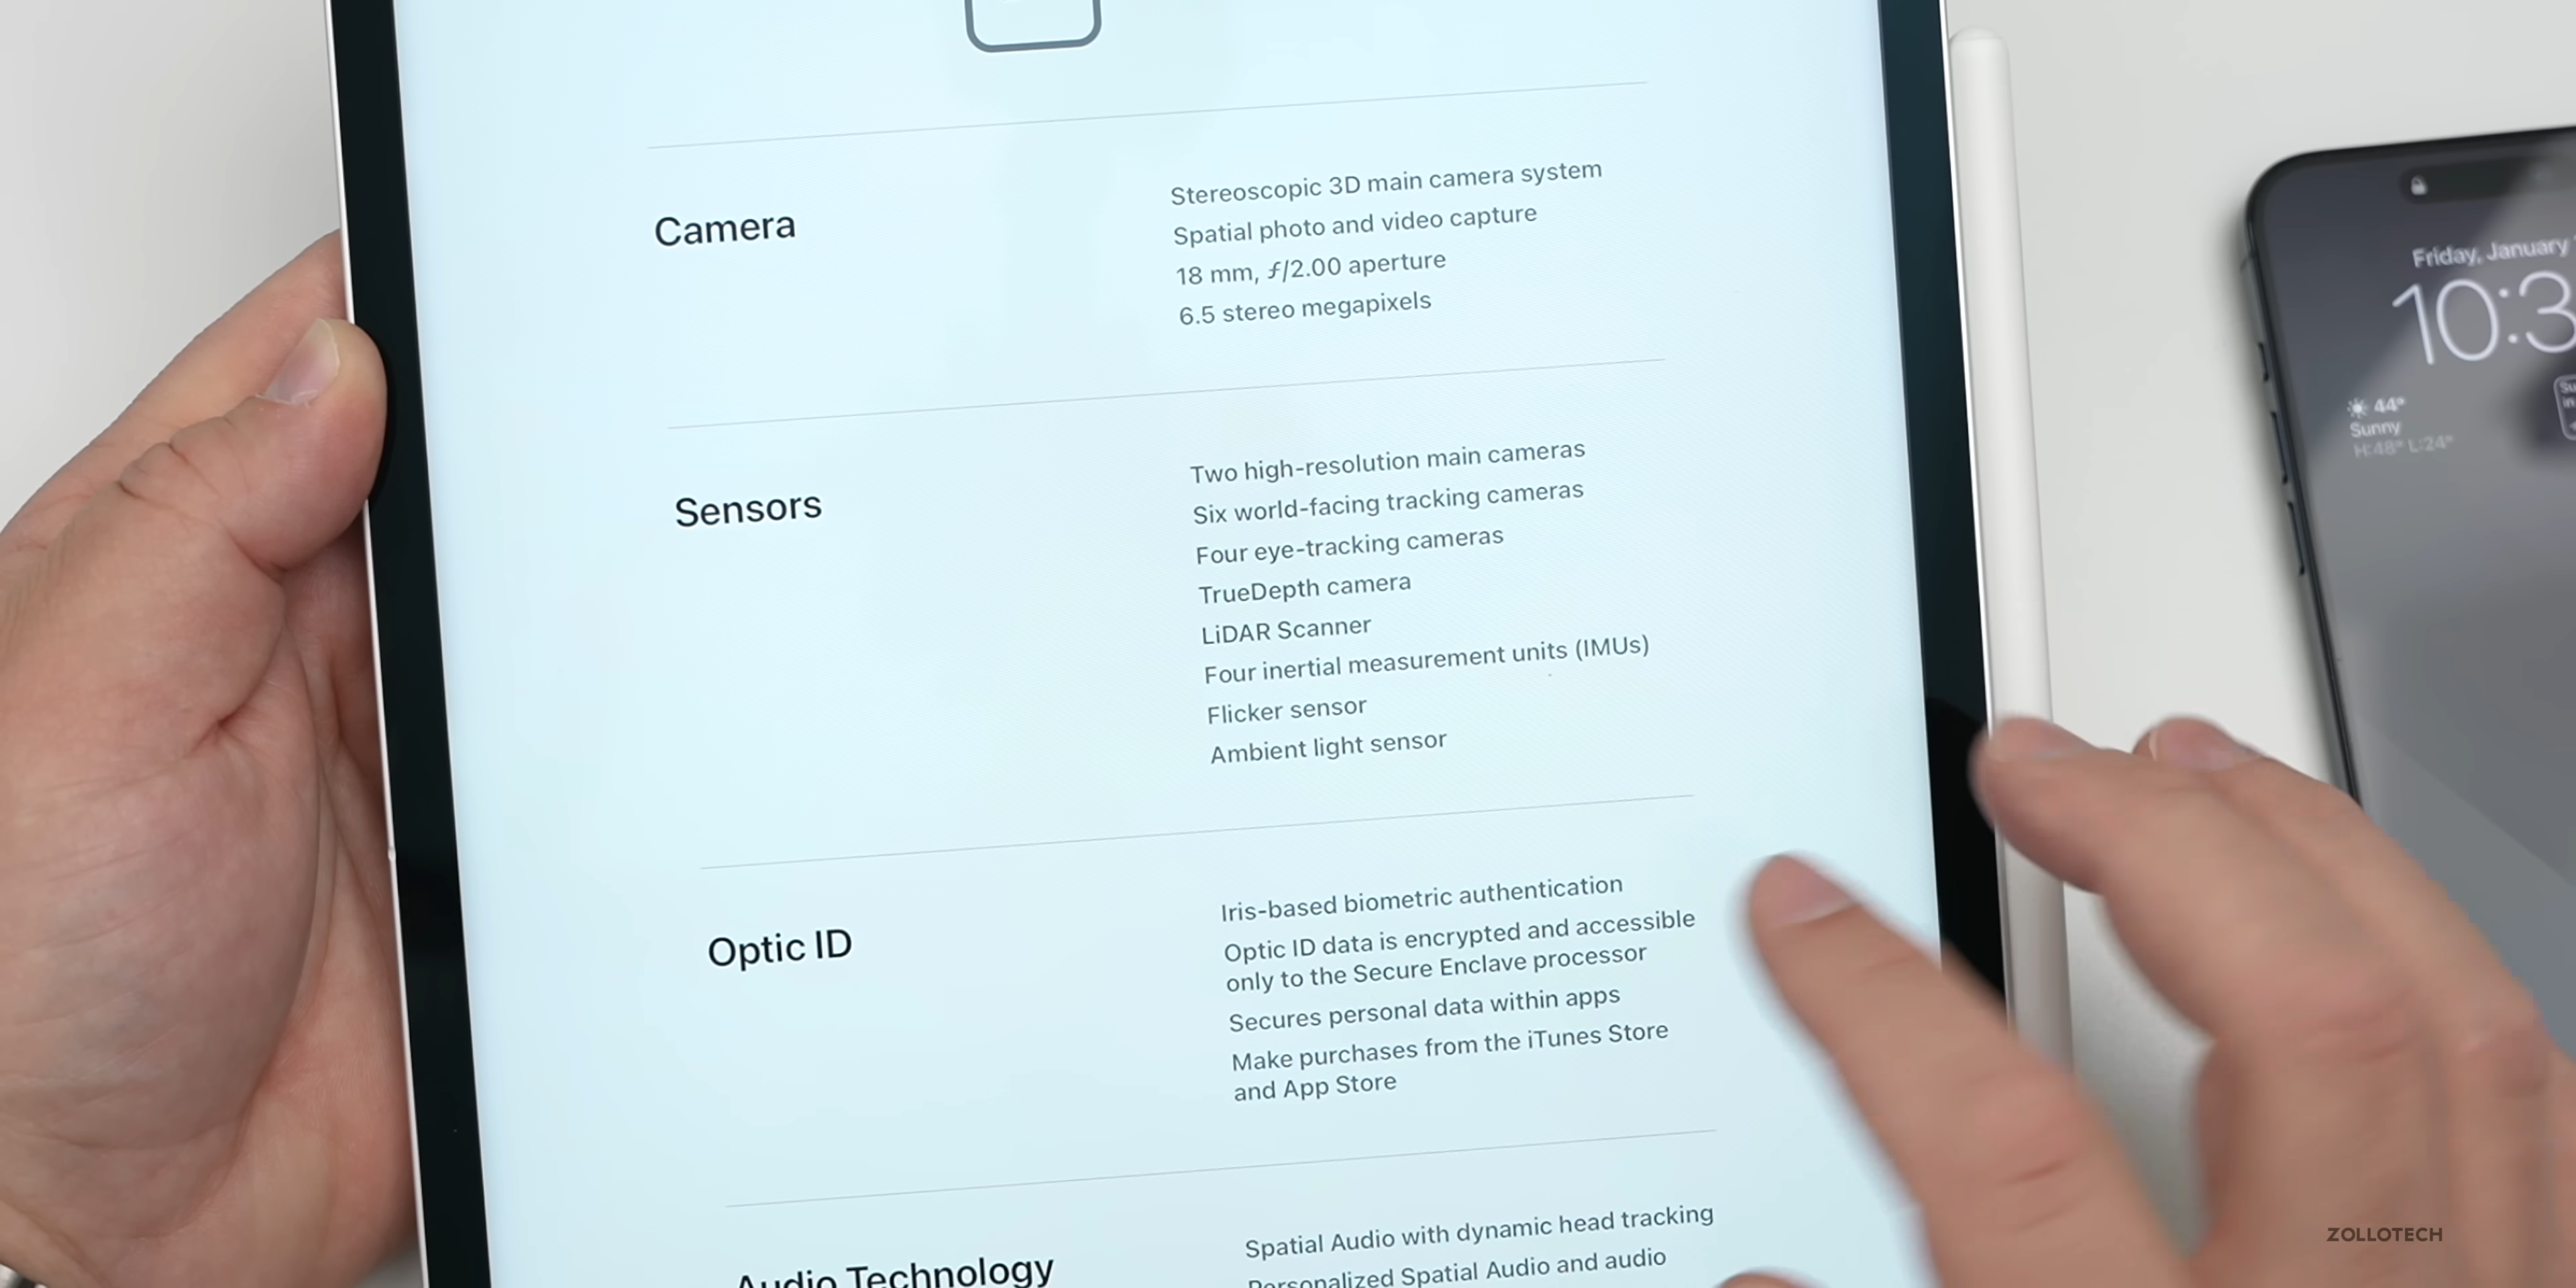 Camera
Stereoscopic 3D main camera system
Spatial photo and video capture
18 mm, ƒ/2.00 aperture
6.5 stereo megapixels
Sensors
Two high-resolution main cameras
Six world-facing tracking cameras
Four eye-tracking cameras
TrueDepth camera
LiDAR Scanner
Four inertial measurement units (IMUs)
Flicker sensor
Ambient light sensor
Optic ID
Iris-based biometric authentication
Optic ID data is encrypted and accessible
only to the Secure Enclave processor
Secures personal data within apps
Make purchases from the iTunes Store
and App Store
Audio Technology
Spatial Audio with dynamic head tracking
Personalized Spatial Audio and audio
Friday, January
10:3
44°
Sunny
H:48° L:24°
ZOLLOTECH